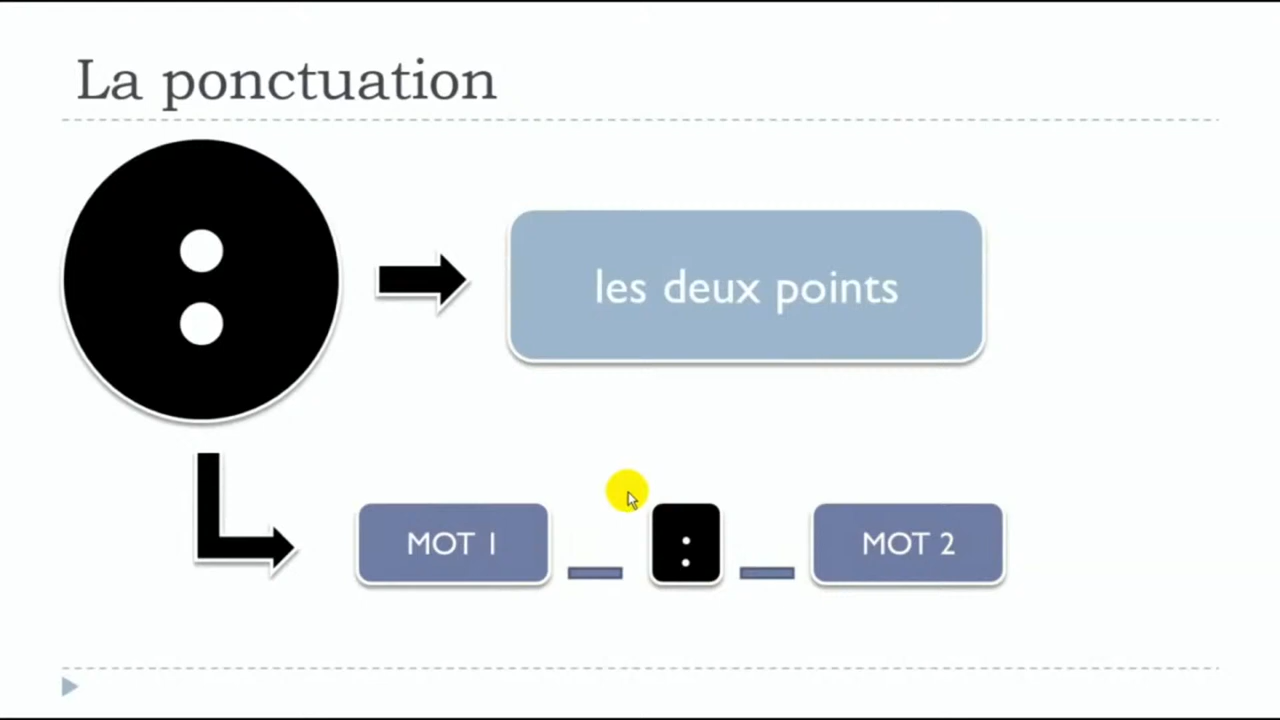 La ponctuation
:
les deux points
MOT 1 _ : _ MOT 2